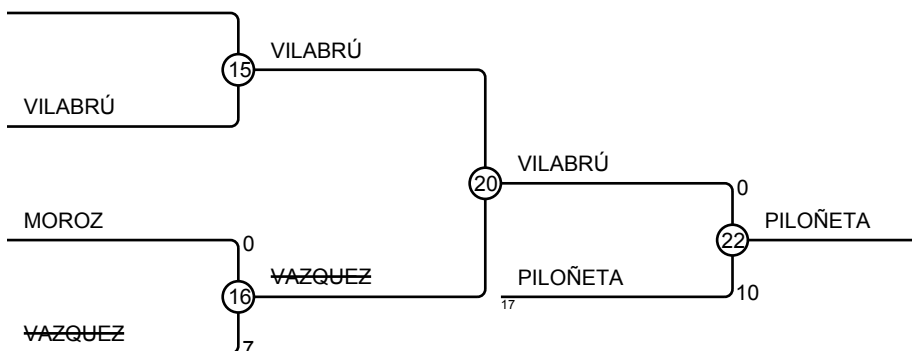 VILABRÚ
15
VILABRÚ
VILABRÚ
20
0
MOROZ
0
22
PILOÑETA
VAZQUEZ
PILOÑETA
16
17
10
VAZQUEZ
7